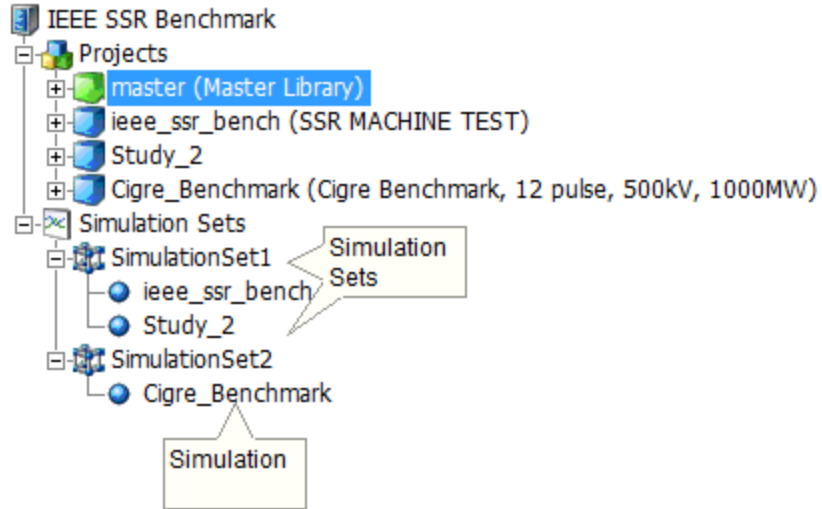 IEEE SSR Benchmark
Projects
master (Master Library)
ieee_ssr_bench (SSR MACHINE TEST)
Study_2
Cigre_Benchmark (Cigre Benchmark, 12 pulse, 500kV, 1000MW)
Simulation Sets
SimulationSet1
Simulation
Sets
ieee_ssr_bench
Study_2
SimulationSet2
Cigre_Benchmark
Simulation